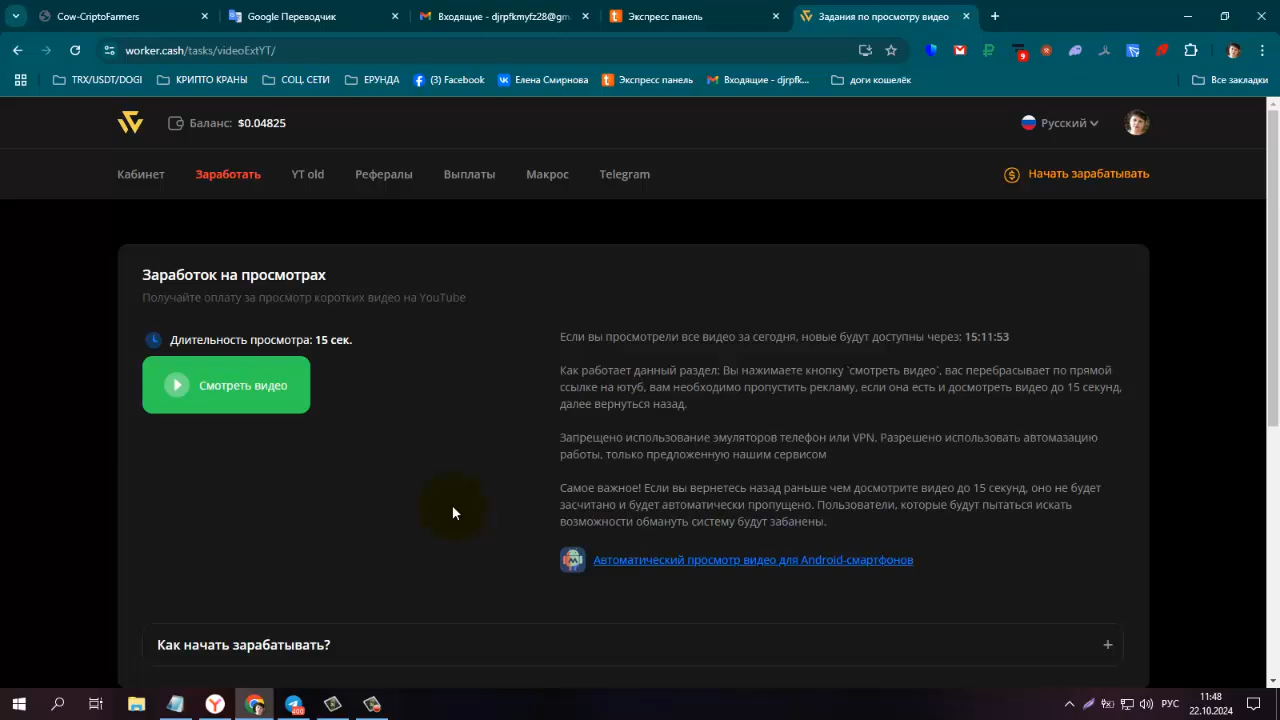 Cow-CriptoFarmers
Google Переводчик
Входящие - djrpfkmyfz28@gm
Экспресс панель
Задания по просмотру видео
worker.cash/tasks/videoExtYT/
9
TRX/USDT/DOGI
КРИПТО КРАНЫ
СОЦ. СЕТИ
ЕРУНДА
(3) Facebook
Елена Смирнова
Экспресс панель
Входящие - djrpfk...
доги кошелёк
Все закладки
Баланс: $0.04825
Русский
Кабинет
Заработать
YT old
Рефералы
Выплаты
Макрос
Telegram
Начать зарабатывать
Заработок на просмотрах
Получайте оплату за просмотр коротких видео на YouTube
Длительность просмотра: 15 сек.
Смотреть видео
Если вы просмотрели все видео за сегодня, новые будут доступны через: 15:11:53
Как работает данный раздел: Вы нажимаете кнопку `смотреть видео`, вас перебрасывает по прямой
ссылке на ютуб, вам необходимо пропустить рекламу, если она есть и досмотреть видео до 15 секунд,
далее вернуться назад.
Запрещено использование эмуляторов телефон или VPN. Разрешено использовать автомазацию
работы, только предложенную нашим сервисом
Самое важное! Если вы вернетесь назад раньше чем досмотрите видео до 15 секунд, оно не будет
засчитано и будет автоматически пропущено. Пользователи, которые будут пытаться искать
возможности обмануть систему будут забанены.
Автоматический просмотр видео для Android-смартфонов
Как начать зарабатывать?
РУС
11:48
22.10.2024